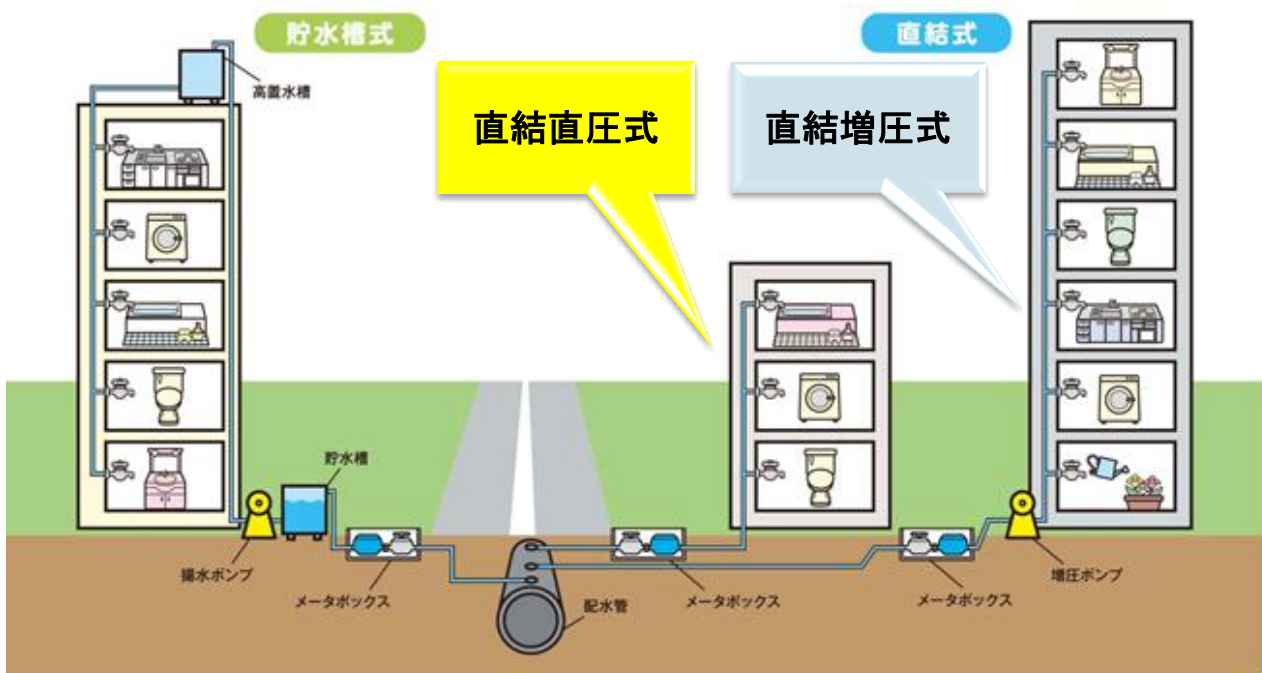 貯水槽式
直結式
高置水槽
直結直圧式
直結増圧式
貯水槽
揚水ポンプ
メータボックス
配水管
メータボックス
メータボックス
増圧ポンプ